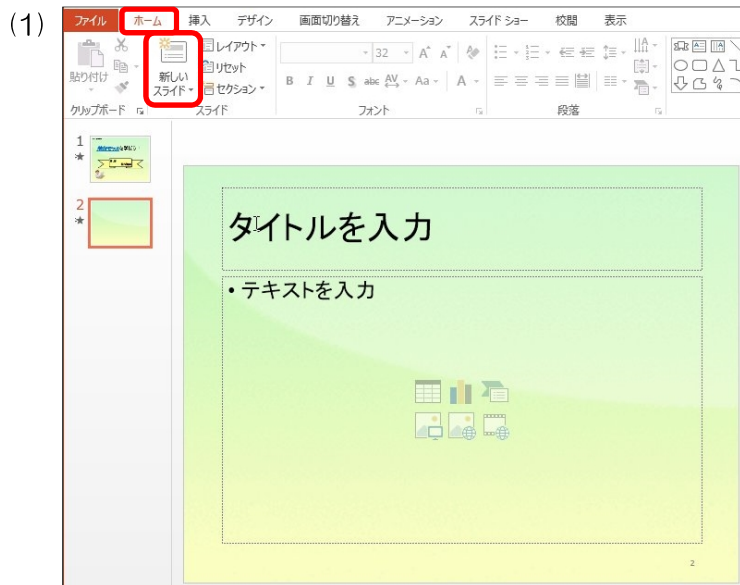 (1)
ファイル ホーム 挿入 デザイン 画面切り替え アニメーション スライド ショー 校閲 表示
貼り付け
新しい
スライド
レイアウト
リセット
セクション
32 A A
B I U S abc AV Aa A
クリップボード スライド フォント 段落
1
2
タイトルを入力
• テキストを入力
2